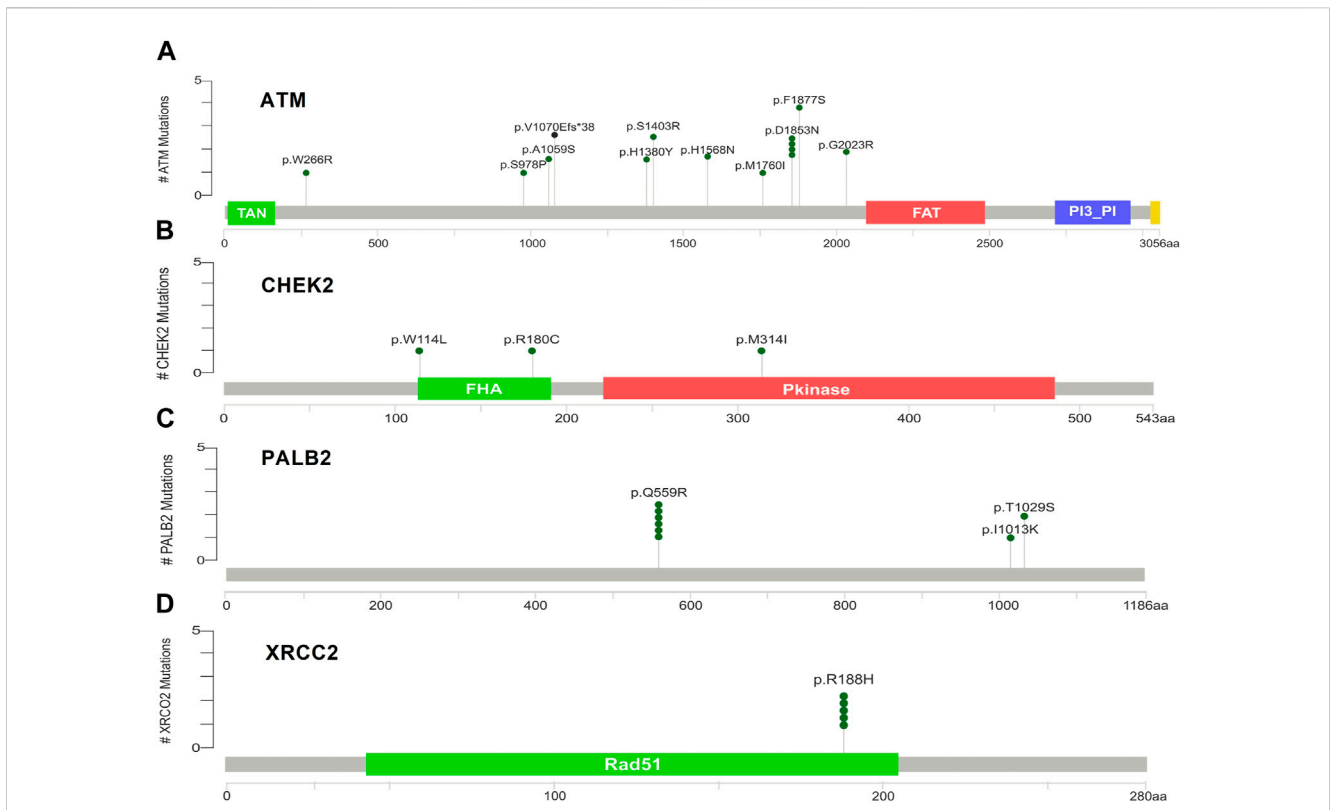 A
# ATM Mutations
5
0
ATM
p.W266R
p.S978P
p.A1059S
p.V1070Efs*38
p.H1380Y
p.S1403R
p.H1568N
p.M1760I
p.D1853N
p.F1877S
p.G2023R
TAN
FAT
PI3_PI
0 500 1000 1500 2000 2500 3056aa
B
# CHEK2 Mutations
5
0
CHEK2
p.W114L
p.R180C
p.M314I
FHA
Pkinase
0 100 200 300 400 500 543aa
C
# PALB2 Mutations
5
0
PALB2
p.Q559R
p.I1013K
p.T1029S
0 200 400 600 800 1000 1186aa
D
# XRCO2 Mutations
5
0
XRCC2
p.R188H
Rad51
0 100 200 280aa